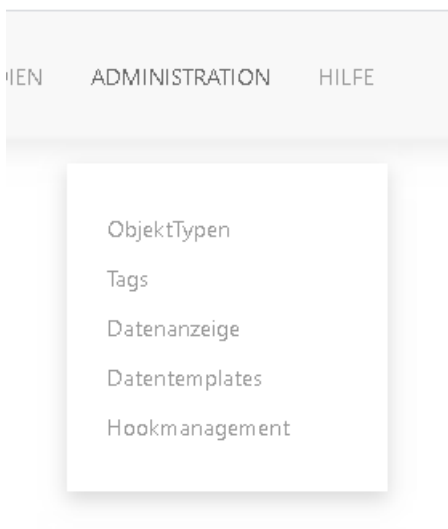 ADMINISTRATION HILFE
ObjektTypen
Tags
Datenanzeige
Datentemplates
Hookmanagement